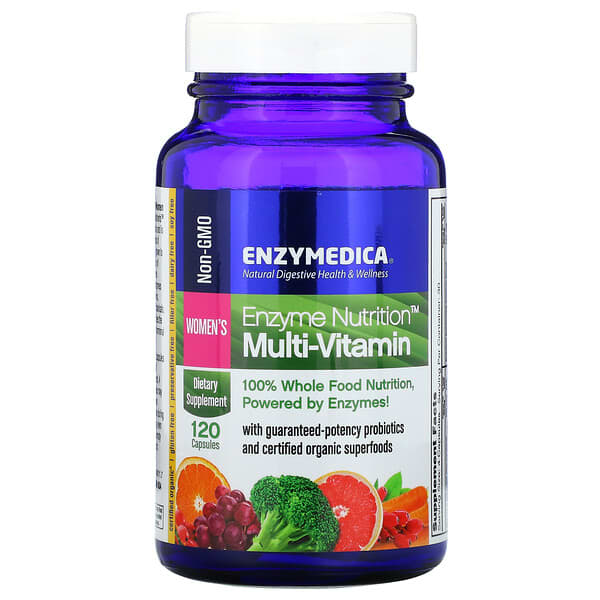 ENZYMEDICA®
Natural Digestive Health & Wellness
Non-GMO
WOMEN'S
Enzyme Nutrition™
Multi-Vitamin
Dietary
Supplement
120
Capsules
100% Whole Food Nutrition,
Powered by Enzymes!
with guaranteed-potency probiotics
and certified organic superfoods
certified organic* | gluten free | preservative free | filler free | dairy free | soy free
Supplement Facts